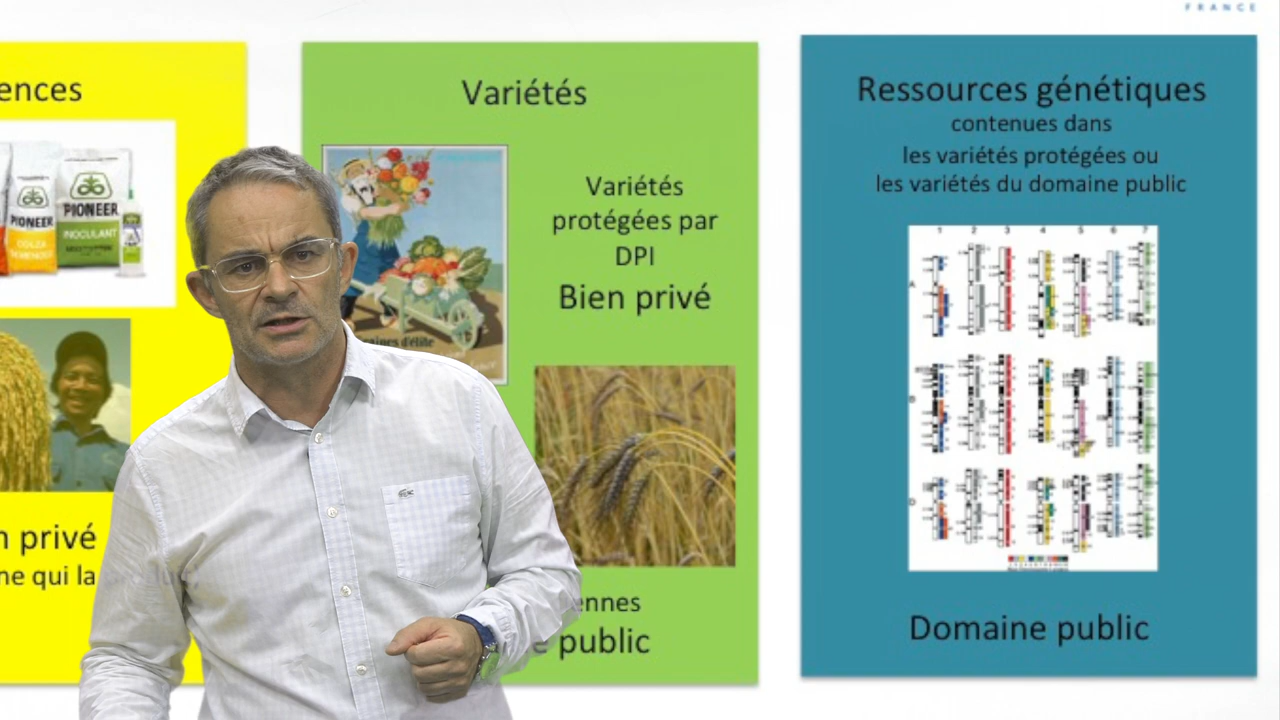 FRANCE
ences
PIONEER
PIONEER
INOCULANT
n privé
ne qui la
Variétés
Variétés
protégées par
DPI
Bien privé
aines d'élite
ennes
e public
Ressources génétiques
contenues dans
les variétés protégées ou
les variétés du domaine public
1 2 3 4 5 6 7
A
B
D
Domaine public